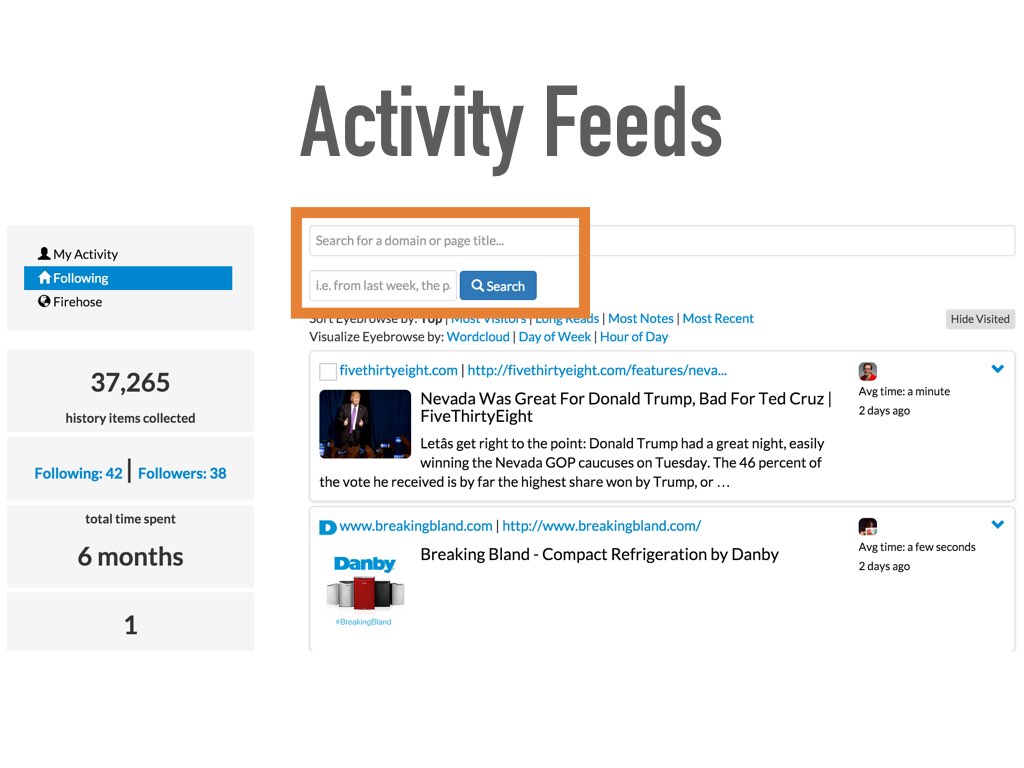 Activity Feeds
My Activity
Following
Firehose
37,265
history items collected
Following: 42 | Followers: 38
total time spent
6 months
1
Search for a domain or page title...
i.e. from last week, the p
Search
Sort Eyebrowse by: Top | Most Visitors | Long Reads | Most Notes | Most Recent
Hide Visited
Visualize Eyebrowse by: Wordcloud | Day of Week | Hour of Day
fivethirtyeight.com | http://fivethirtyeight.com/features/neva...
Nevada Was Great For Donald Trump, Bad For Ted Cruz |
FiveThirtyEight
Letâs get right to the point: Donald Trump had a great night, easily
winning the Nevada GOP caucuses on Tuesday. The 46 percent of
the vote he received is by far the highest share won by Trump, or …
Avg time: a minute
2 days ago
www.breakingbland.com | http://www.breakingbland.com/
Breaking Bland - Compact Refrigeration by Danby
Danby
#BreakingBland
Avg time: a few seconds
2 days ago